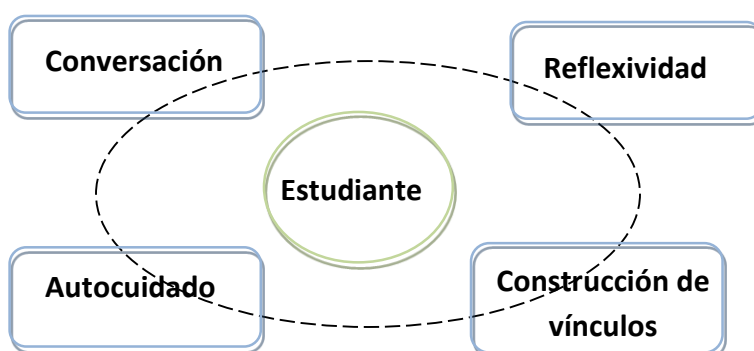 Conversación
Reflexividad
Estudiante
Autocuidado
Construcción de
vínculos